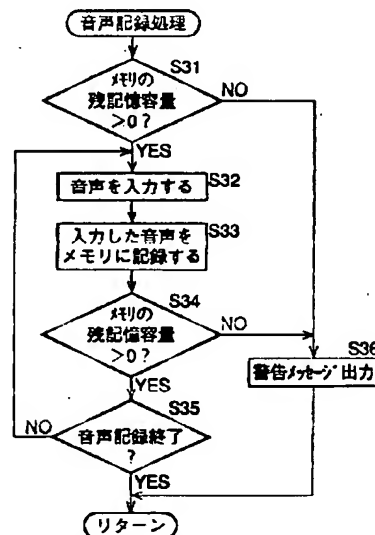 音声記録処理
S31
メモリの
残記憶容量
>0?
NO
YES
音声を入力する
S32
入力した音声を
メモリに記録する
S33
S34
メモリの
残記憶容量
>0?
NO
YES
S36
警告メッセージ出力
S35
音声記録終了
?
NO
YES
リターン